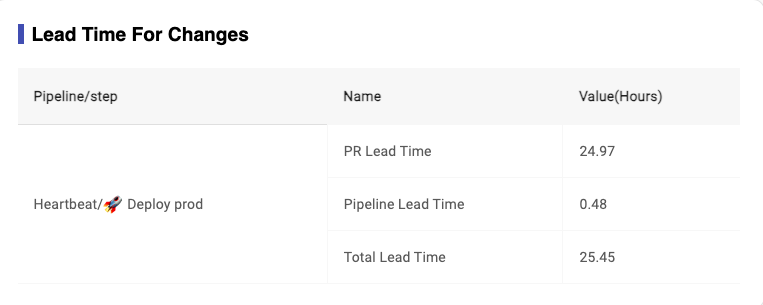 Lead Time For Changes
Pipeline/step Name Value(Hours)
PR Lead Time 24.97
Heartbeat/🚀 Deploy prod Pipeline Lead Time 0.48
Total Lead Time 25.45